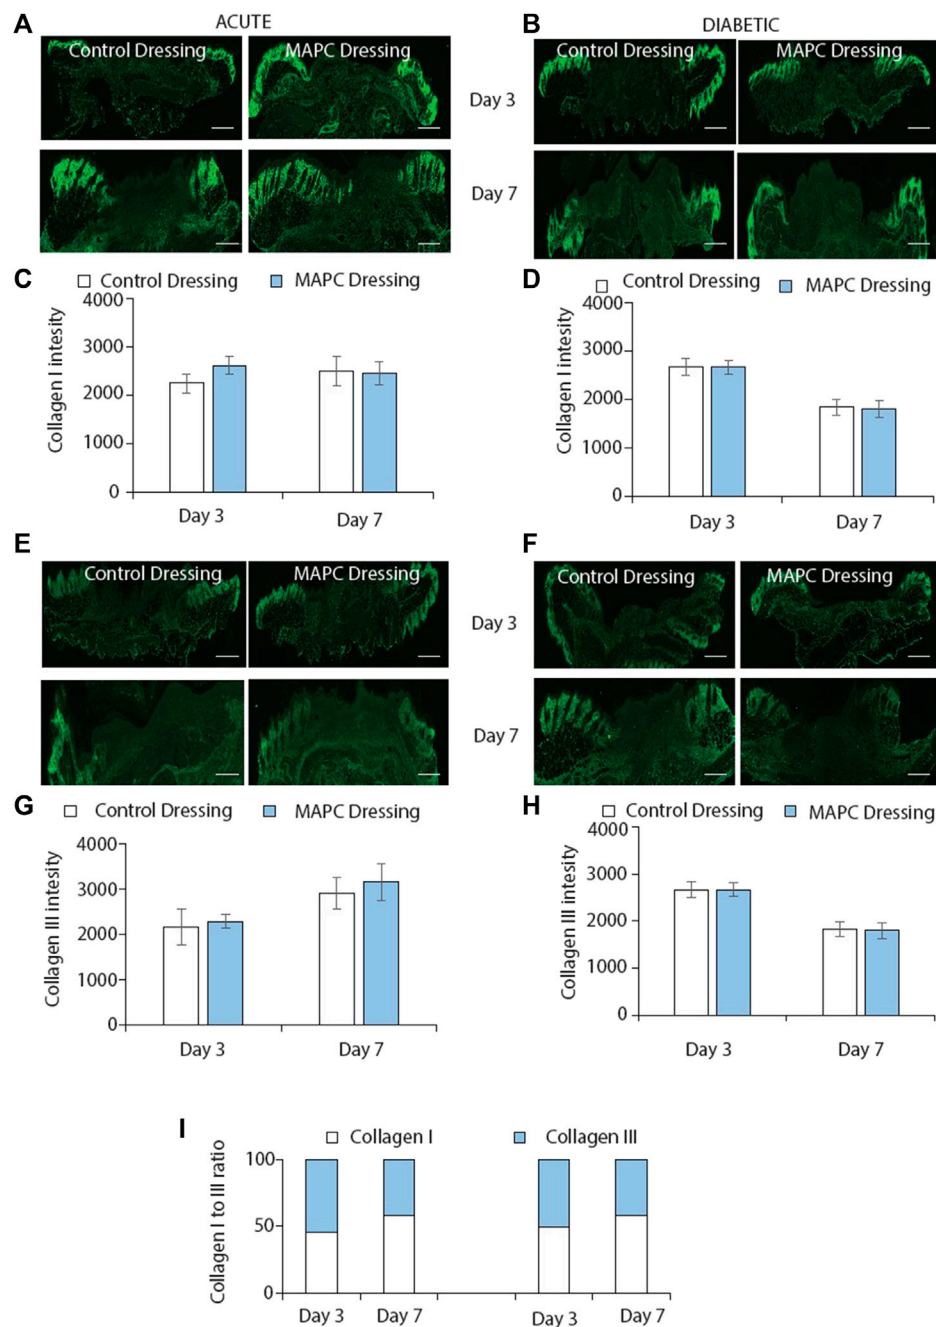 A
ACUTE
B
DIABETIC
Control Dressing
MAPC Dressing
Control Dressing
MAPC Dressing
Day 3
Day 7
C
Control Dressing
MAPC Dressing
Collagen I intesity
4000
3000
2000
1000
0
Day 3
Day 7
D
Control Dressing
MAPC Dressing
Collagen I intesity
4000
3000
2000
1000
0
Day 3
Day 7
E
Control Dressing
MAPC Dressing
F
Control Dressing
MAPC Dressing
Day 3
Day 7
G
Control Dressing
MAPC Dressing
Collagen III intesity
4000
3000
2000
1000
0
Day 3
Day 7
H
Control Dressing
MAPC Dressing
Collagen III intesity
4000
3000
2000
1000
0
Day 3
Day 7
I
Collagen I
Collagen III
Collagen I to III ratio
100
50
0
Day 3
Day 7
Day 3
Day 7